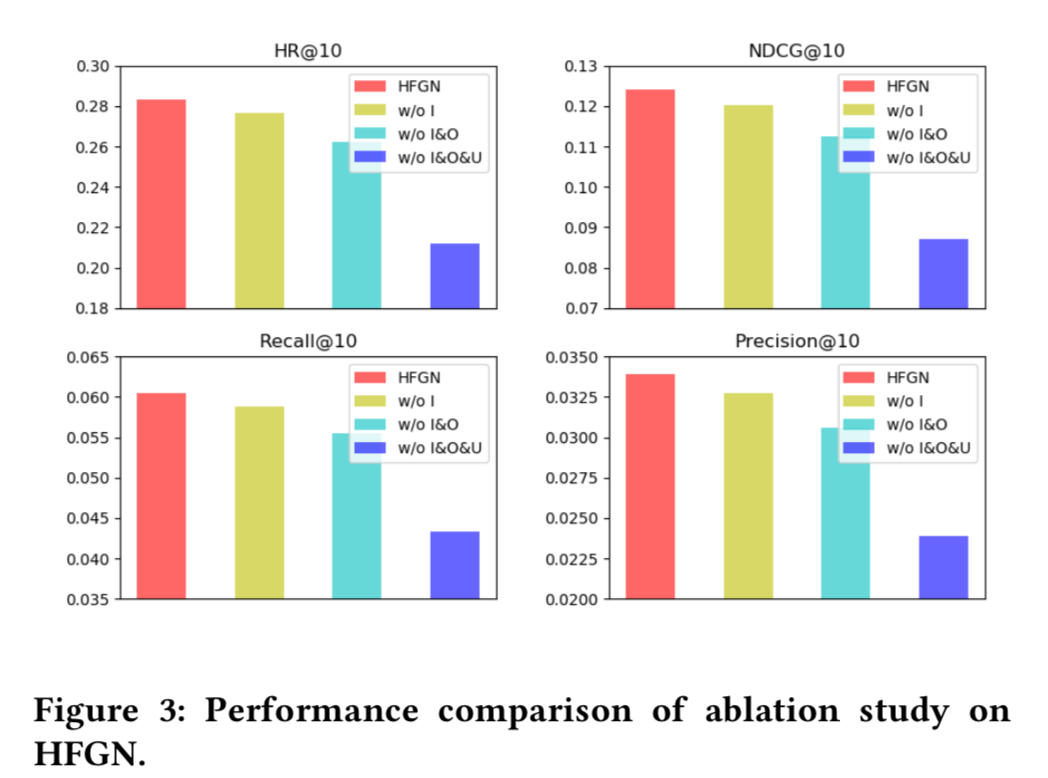 HR@10
0.30
0.28
0.26
0.24
0.22
0.20
0.18
HFGN
w/o I
w/o I&O
w/o I&O&U
NDCG@10
0.13
0.12
0.11
0.10
0.09
0.08
0.07
HFGN
w/o I
w/o I&O
w/o I&O&U
Recall@10
0.065
0.060
0.055
0.050
0.045
0.040
0.035
HFGN
w/o I
w/o I&O
w/o I&O&U
Precision@10
0.0350
0.0325
0.0300
0.0275
0.0250
0.0225
0.0200
HFGN
w/o I
w/o I&O
w/o I&O&U
Figure 3: Performance comparison of ablation study on
HFGN.